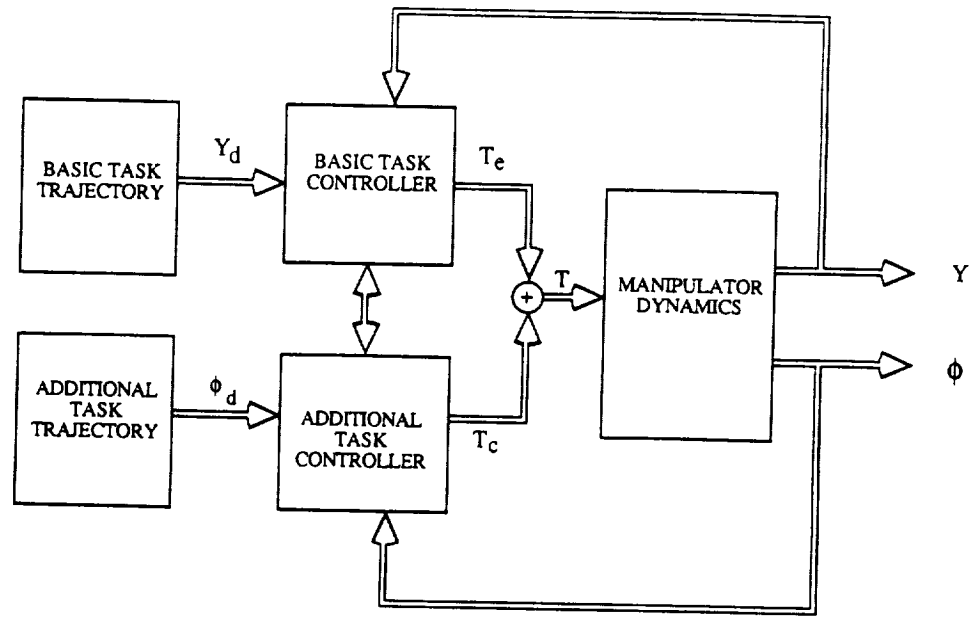 BASIC TASK
TRAJECTORY
Y_d
BASIC TASK
CONTROLLER
T_e
+
T
MANIPULATOR
DYNAMICS
Y
ϕ
ADDITIONAL
TASK
TRAJECTORY
ϕ_d
ADDITIONAL
TASK
CONTROLLER
T_c